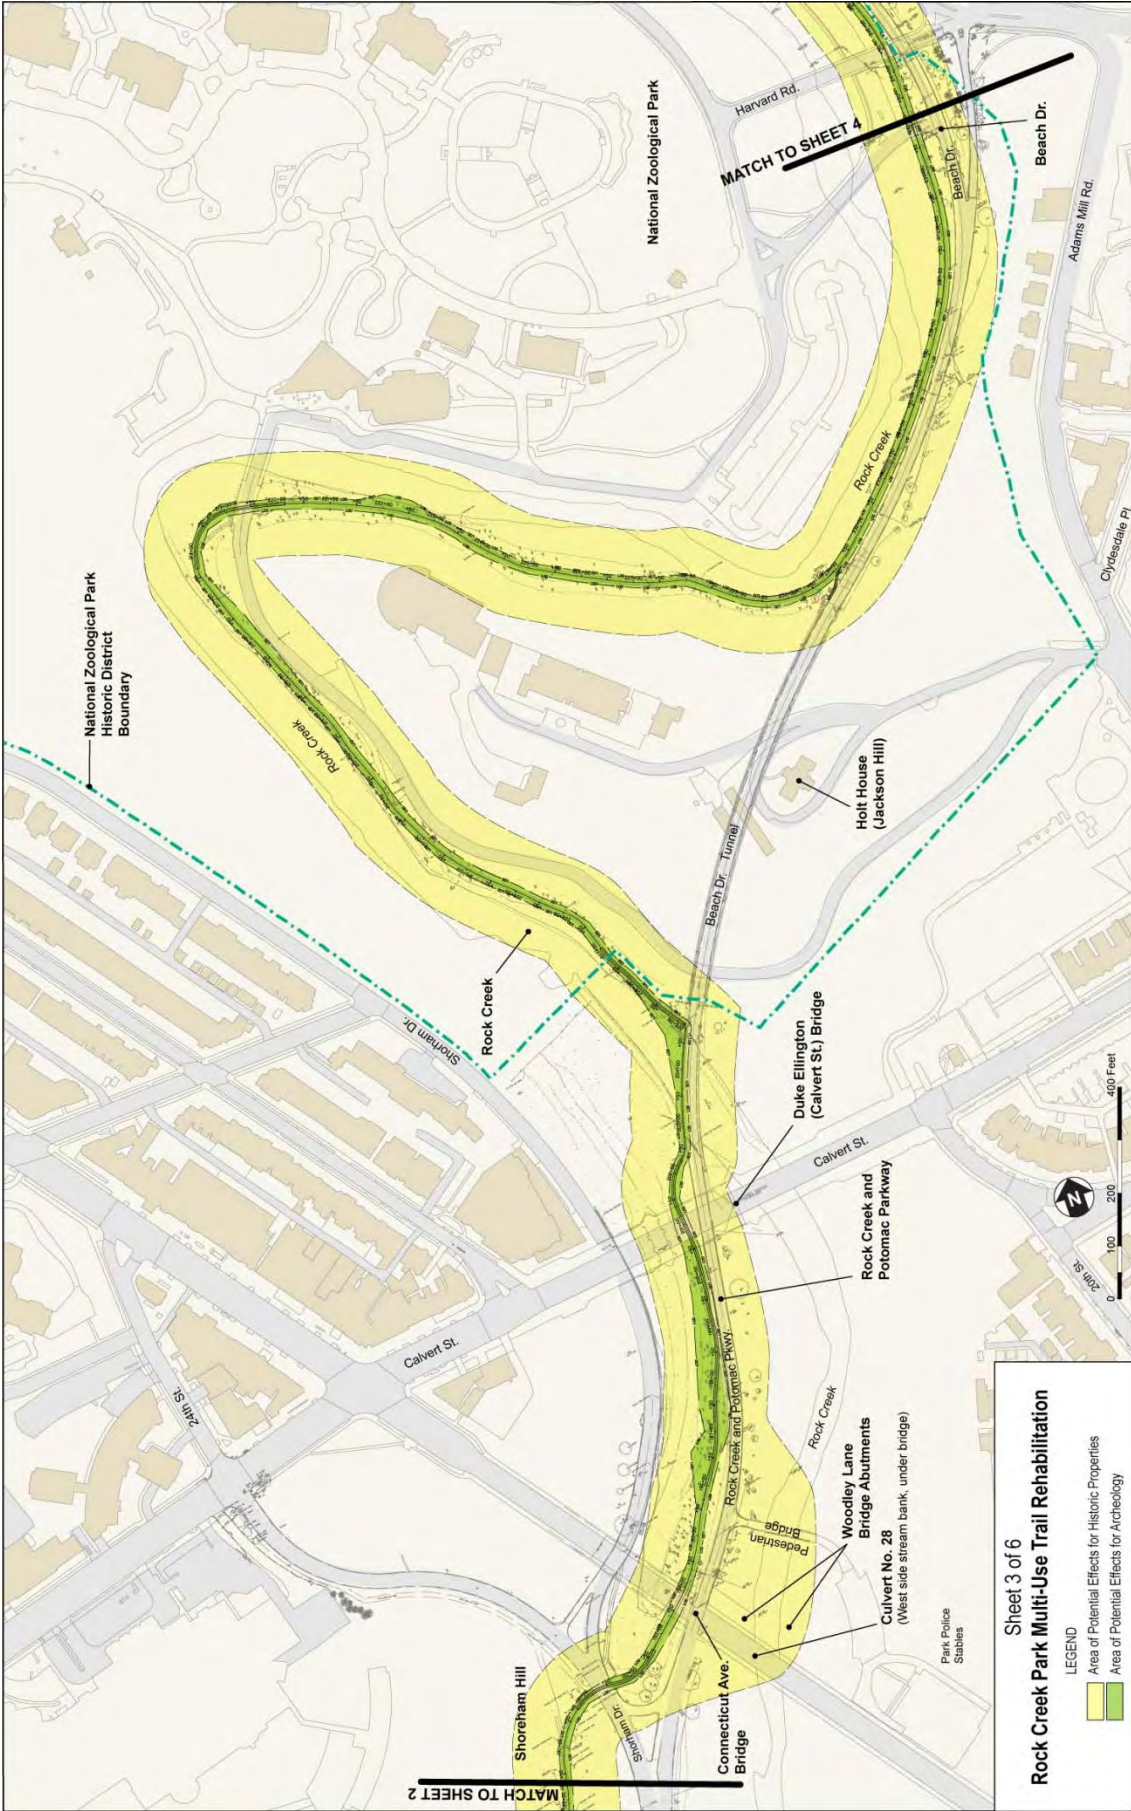 National Zoological Park
Historic District
Boundary
National Zoological Park
Harvard Rd.
MATCH TO SHEET 4
Beach Dr.
Beach Dr.
Adams Mill Rd.
Clydesdale Pl
Rock Creek
Rock Creek
Rock Creek
Shorham Dr.
Beach Dr. Tunnel
Holt House
(Jackson Hill)
Duke Ellington
(Calvert St.) Bridge
Calvert St.
Calvert St.
24th St.
Rock Creek and
Potomac Parkway
Rock Creek and Potomac Pkwy.
Rock Creek
Pedestrian
Bridge
Woodley Lane
Bridge Abutments
Culvert No. 28
(West side stream bank, under bridge)
Park Police
Stables
Connecticut Ave.
Bridge
Shorham Dr.
Shoreham Hill
MATCH TO SHEET 2
20th St.
N
0 100 200 400 Feet
Sheet 3 of 6
Rock Creek Park Multi-Use Trail Rehabilitation
LEGEND
Area of Potential Effects for Historic Properties
Area of Potential Effects for Archeology